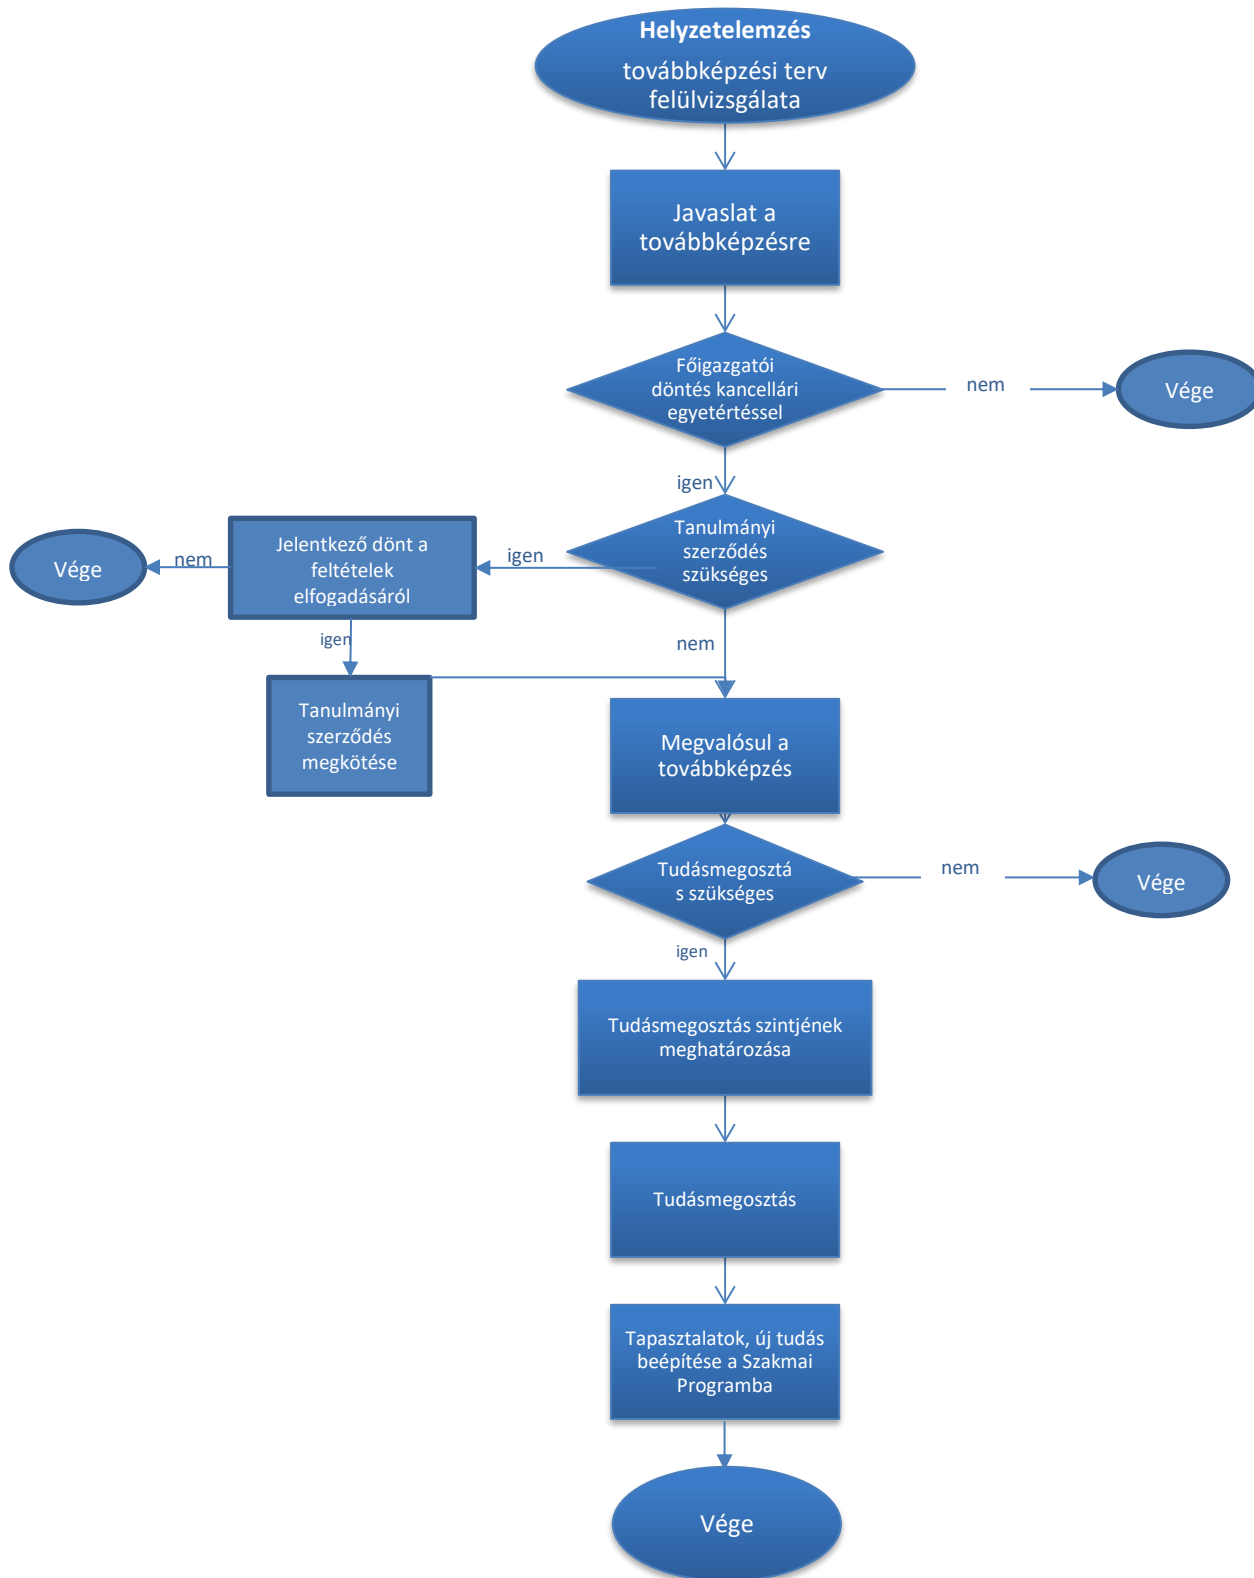 Helyzetelemzés
továbbképzési terv
felülvizsgálata
Javaslat a
továbbképzésre
Főigazgatói
döntés kancellári
egyetértéssel
nem
Vége
igen
Tanulmányi
szerződés
szükséges
igen
Jelentkező dönt a
feltételek
elfogadásáról
nem
Vége
igen
nem
Tanulmányi
szerződés
megkötése
Megvalósul a
továbbképzés
Tudásmegosztá
s szükséges
nem
Vége
igen
Tudásmegosztás szintjének
meghatározása
Tudásmegosztás
Tapasztalatok, új tudás
beépítése a Szakmai
Programba
Vége